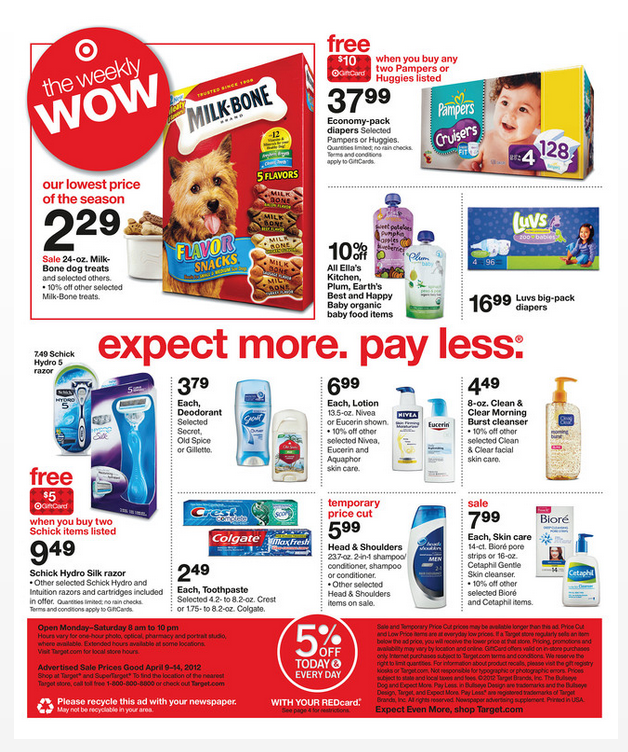 the weekly
WOW
our lowest price
of the season
2.29
Sale 24-oz. Milk-
Bone dog treats
and selected others.
• 10% off other selected
Milk-Bone treats.
TRUSTED SINCE 1908
MILK-BONE
BRAND
5 FLAVORS
FLAVOR
SNACKS
free
$10
GiftCard
when you buy any
two Pampers or
Huggies listed
37.99
Economy-pack
diapers Selected
Pampers or Huggies.
Quantities limited; no rain checks.
Terms and conditions
apply to GiftCards.
Pampers
Cruisers
4
128
10% off
All Ella's
Kitchen,
Plum, Earth's
Best and Happy
Baby organic
baby food items
sweet potatoes
pumpkin
apples
blueberries
Plum
Luvs
4 96
16.99 Luvs big-pack
diapers
expect more. pay less.®
7.49 Schick
Hydro 5
razor
HYDRO
5
Silk
free
$5
GiftCard
when you buy two
Schick items listed
9.49
Schick Hydro Silk razor
• Other selected Schick Hydro and
Intuition razors and cartridges included
in offer. Quantities limited; no rain checks.
Terms and conditions apply to GiftCards.
3.79
Each,
Deodorant
Selected
Secret,
Old Spice
or Gillette.
Secret
6.99
Each, Lotion
13.5-oz. Nivea
or Eucerin shown.
• 10% off other
selected Nivea,
Eucerin and
Aquaphor
skin care.
NIVEA
Eucerin
4.49
8-oz. Clean &
Clear Morning
Burst cleanser
• 10% off other
selected Clean
& Clear facial
skin care.
morning
burst
Crest
Complete
Scope
Colgate MaxFresh
2.49
Each, Toothpaste
Selected 4.2- to 8.2-oz. Crest
or 1.75- to 8.2-oz. Colgate.
temporary
price cut
5.99
Head & Shoulders
23.7-oz. 2-in-1 shampoo/
conditioner, shampoo
or conditioner.
• Other selected
Head & Shoulders
items on sale.
head&
shoulders
MEN
sale
7.99
Each, Skin care
14-ct. Bioré pore
strips or 16-oz.
Cetaphil Gentle
Skin cleanser.
• 10% off other
selected Bioré
and Cetaphil items.
Bioré
Cetaphil
Open Monday–Saturday 8 am to 10 pm
Hours vary for one-hour photo, optical, pharmacy and portrait studio,
where available. Extended hours available at some locations.
Visit Target.com for local store hours.
Advertised Sale Prices Good April 9–14, 2012
Shop at Target® and SuperTarget® To find the location of the nearest
Target store, call toll free 1-800-800-8800 or check out Target.com.
Please recycle this ad with your newspaper.
May not be recyclable in your area.
5% OFF
TODAY &
EVERY DAY
WITH YOUR REDcard.®
See page 4 for restrictions.
Sale and Temporary Price Cut prices may be available longer than this ad. Price Cut
and Low Price items are at everyday low prices. If a Target store regularly sells an item
below the ad price, you will receive the lower price at that store. Pricing, promotions and
availability may vary by location and online. GiftCard offers valid on in-store purchases
only. Internet purchases subject to Target.com terms and conditions. We reserve the
right to limit quantities. For information about product recalls, please visit the gift registry
kiosks or Target.com. Not responsible for typographic or photographic errors. Prices
subject to state and local taxes and fees. ©2012 Target Brands, Inc. The Bullseye
Dog and Expect More. Pay Less. in Bullseye Design are trademarks and the Bullseye
Design, Target, and Expect More. Pay Less.® are registered trademarks of Target
Brands, Inc. All rights reserved. Newspaper advertising supplement. Printed in USA.
Expect Even More, shop Target.com